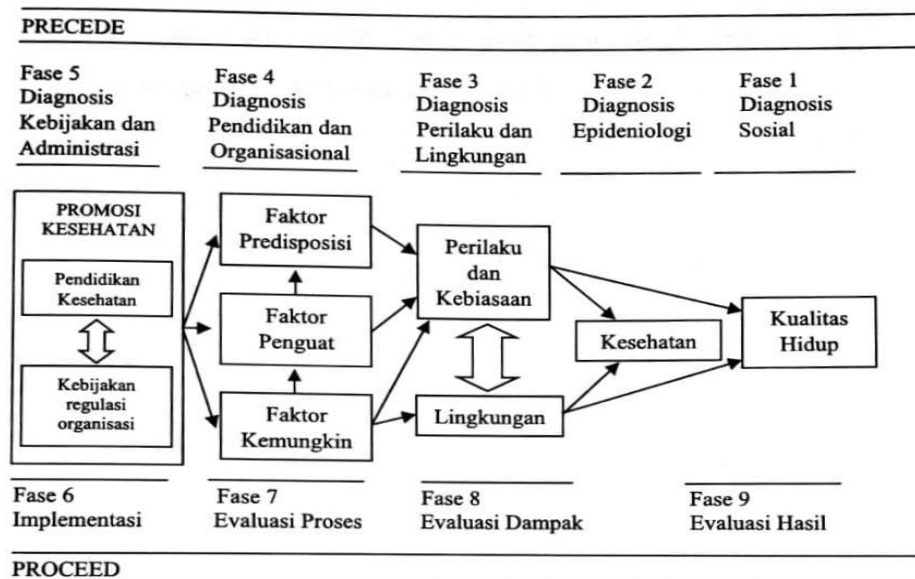 PRECEDE
Fase 5
Diagnosis
Kebijakan dan
Administrasi
Fase 4
Diagnosis
Pendidikan dan
Organisasional
Fase 3
Diagnosis
Perilaku dan
Lingkungan
Fase 2
Diagnosis
Epideniologi
Fase 1
Diagnosis
Sosial
PROMOSI
KESEHATAN
Pendidikan
Kesehatan
Kebijakan
regulasi
organisasi
Faktor
Predisposisi
Faktor
Penguat
Faktor
Kemungkin
Perilaku
dan
Kebiasaan
Lingkungan
Kesehatan
Kualitas
Hidup
Fase 6
Implementasi
Fase 7
Evaluasi Proses
Fase 8
Evaluasi Dampak
Fase 9
Evaluasi Hasil
PROCEED